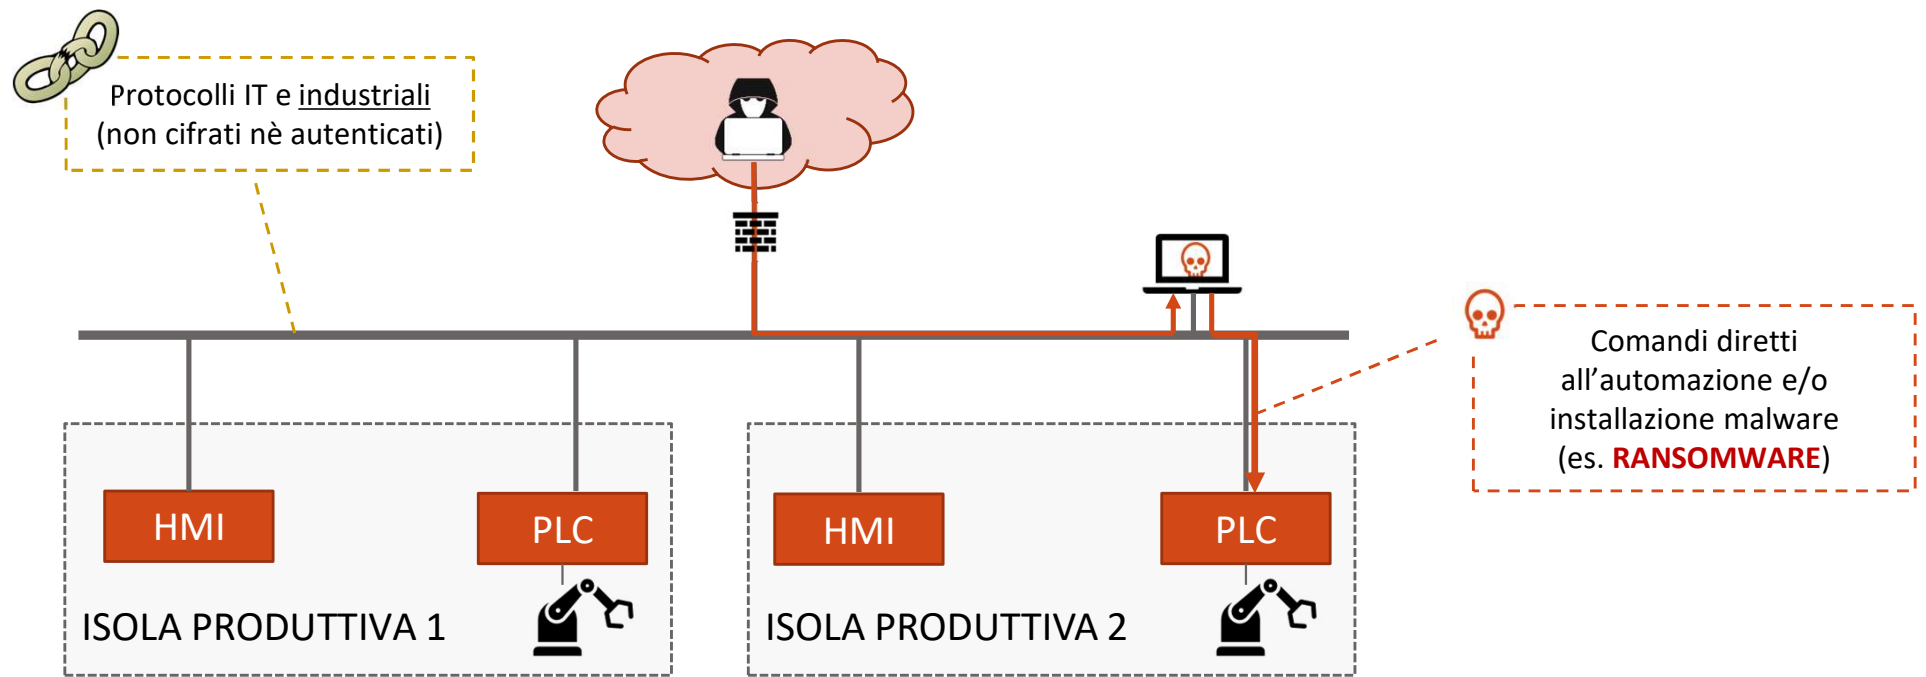 Protocolli IT e industriali
(non cifrati nè autenticati)
Comandi diretti
all’automazione e/o
installazione malware
(es. RANSOMWARE)
HMI
PLC
ISOLA PRODUTTIVA 1
HMI
PLC
ISOLA PRODUTTIVA 2